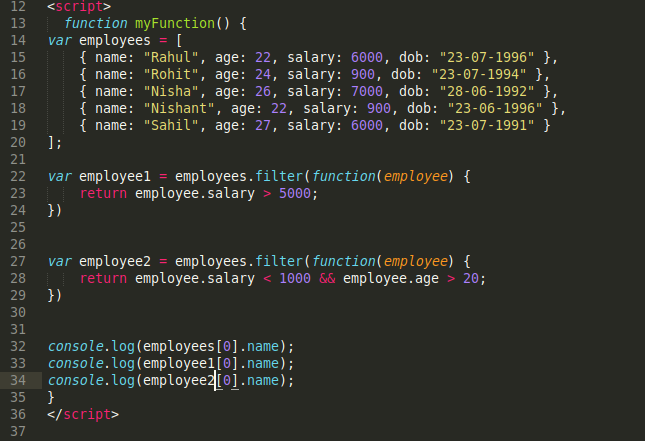 12 <script>
13   function myFunction() {
14 var employees = [
15     { name: "Rahul", age: 22, salary: 6000, dob: "23-07-1996" },
16     { name: "Rohit", age: 24, salary: 900, dob: "23-07-1994" },
17     { name: "Nisha", age: 26, salary: 7000, dob: "28-06-1992" },
18     { name: "Nishant", age: 22, salary: 900, dob: "23-06-1996" },
19     { name: "Sahil", age: 27, salary: 6000, dob: "23-07-1991" }
20 ];
21
22 var employee1 = employees.filter(function(employee) {
23     return employee.salary > 5000;
24 })
25
26
27 var employee2 = employees.filter(function(employee) {
28     return employee.salary < 1000 && employee.age > 20;
29 })
30
31
32 console.log(employees[0].name);
33 console.log(employee1[0].name);
34 console.log(employee2[0].name);
35 }
36 </script>
37